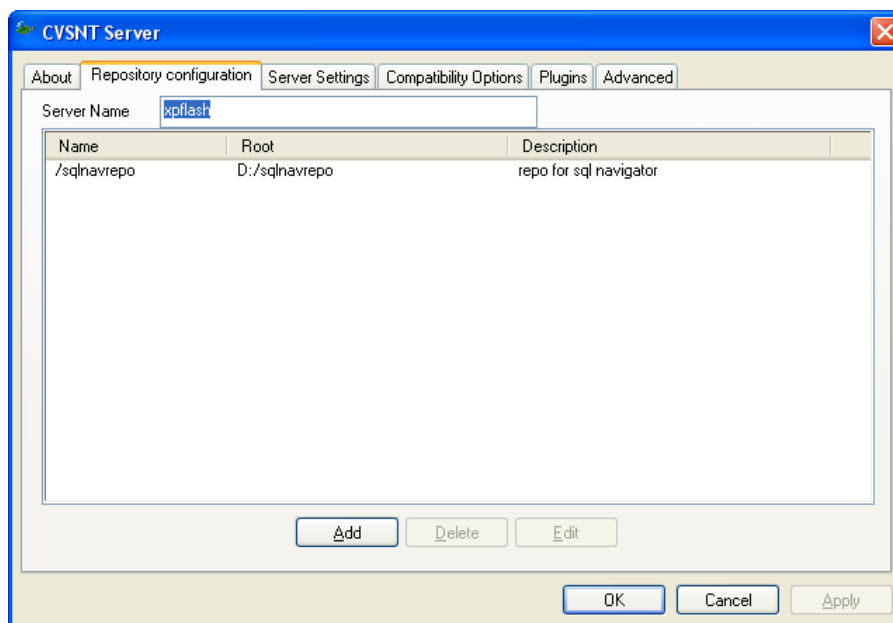 CVSNT Server
About Repository configuration Server Settings Compatibility Options Plugins Advanced
Server Name xpflash
Name Root Description
/sqlnavrepo D:/sqlnavrepo repo for sql navigator
Add Delete Edit
OK Cancel Apply